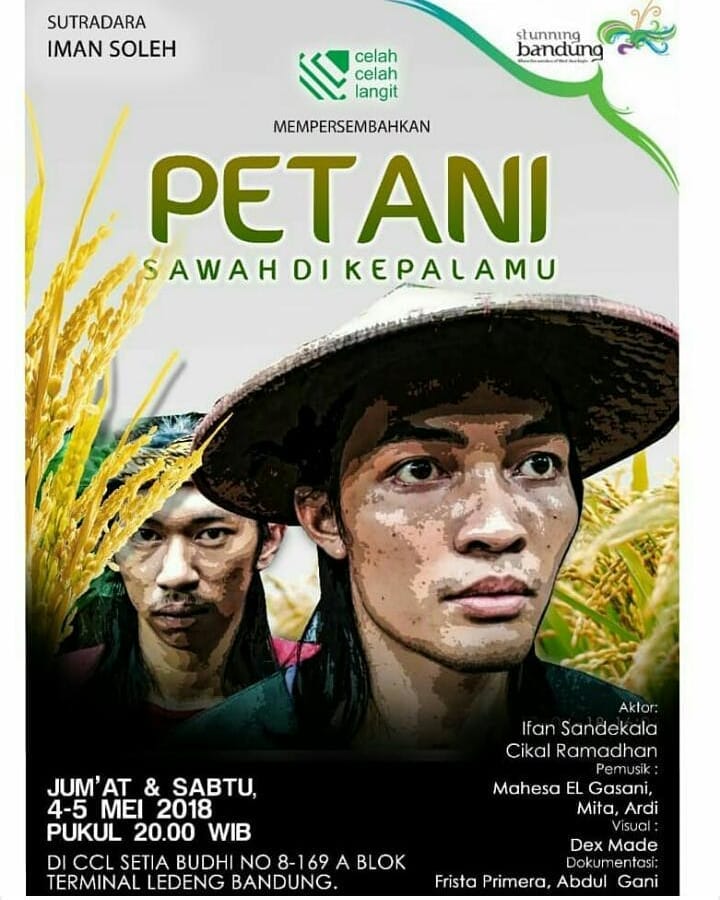 SUTRADARA
IMAN SOLEH
stunning
bandung
celah
celah
langit
MEMPERSEMBAHKAN
PETANI
SAWAH DI KEPALAMU
Aktor:
Ifan Sandekala
Cikal Ramadhan
Pemusik :
Mahesa EL Gasani,
Mita, Ardi
Visual :
Dex Made
Dokumentasi:
Frista Primera, Abdul Gani
JUM'AT & SABTU,
4-5 MEI 2018
PUKUL 20.00 WIB
DI CCL SETIA BUDHI NO 8-169 A BLOK
TERMINAL LEDENG BANDUNG.